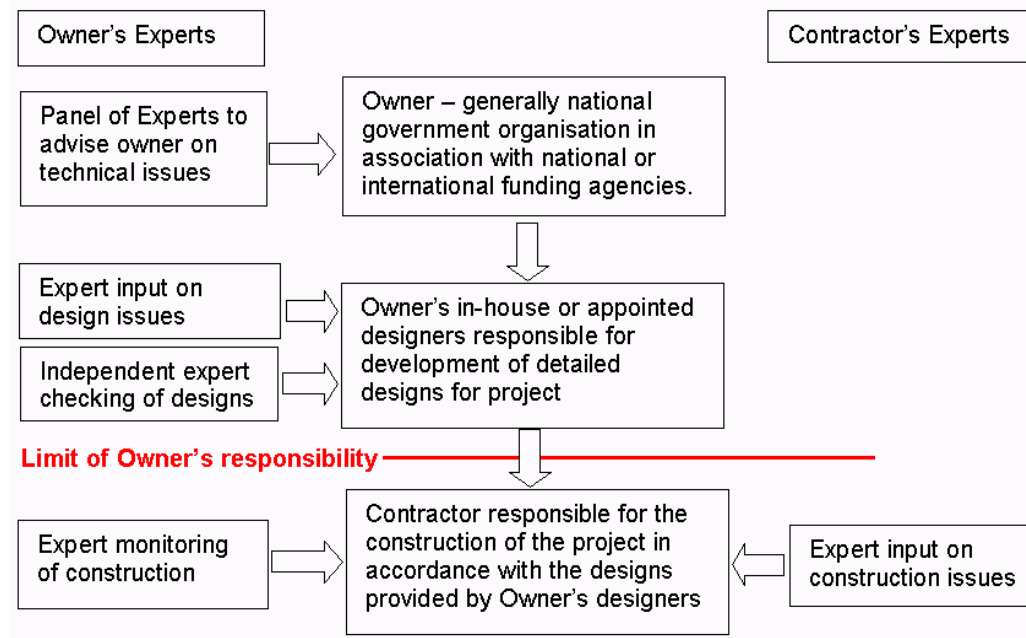 Owner’s Experts
Contractor’s Experts
Panel of Experts to
advise owner on
technical issues
Owner – generally national
government organisation in
association with national or
international funding agencies.
Expert input on
design issues
Independent expert
checking of designs
Owner’s in-house or appointed
designers responsible for
development of detailed
designs for project
Limit of Owner’s responsibility
Expert monitoring
of construction
Contractor responsible for the
construction of the project in
accordance with the designs
provided by Owner’s designers
Expert input on
construction issues